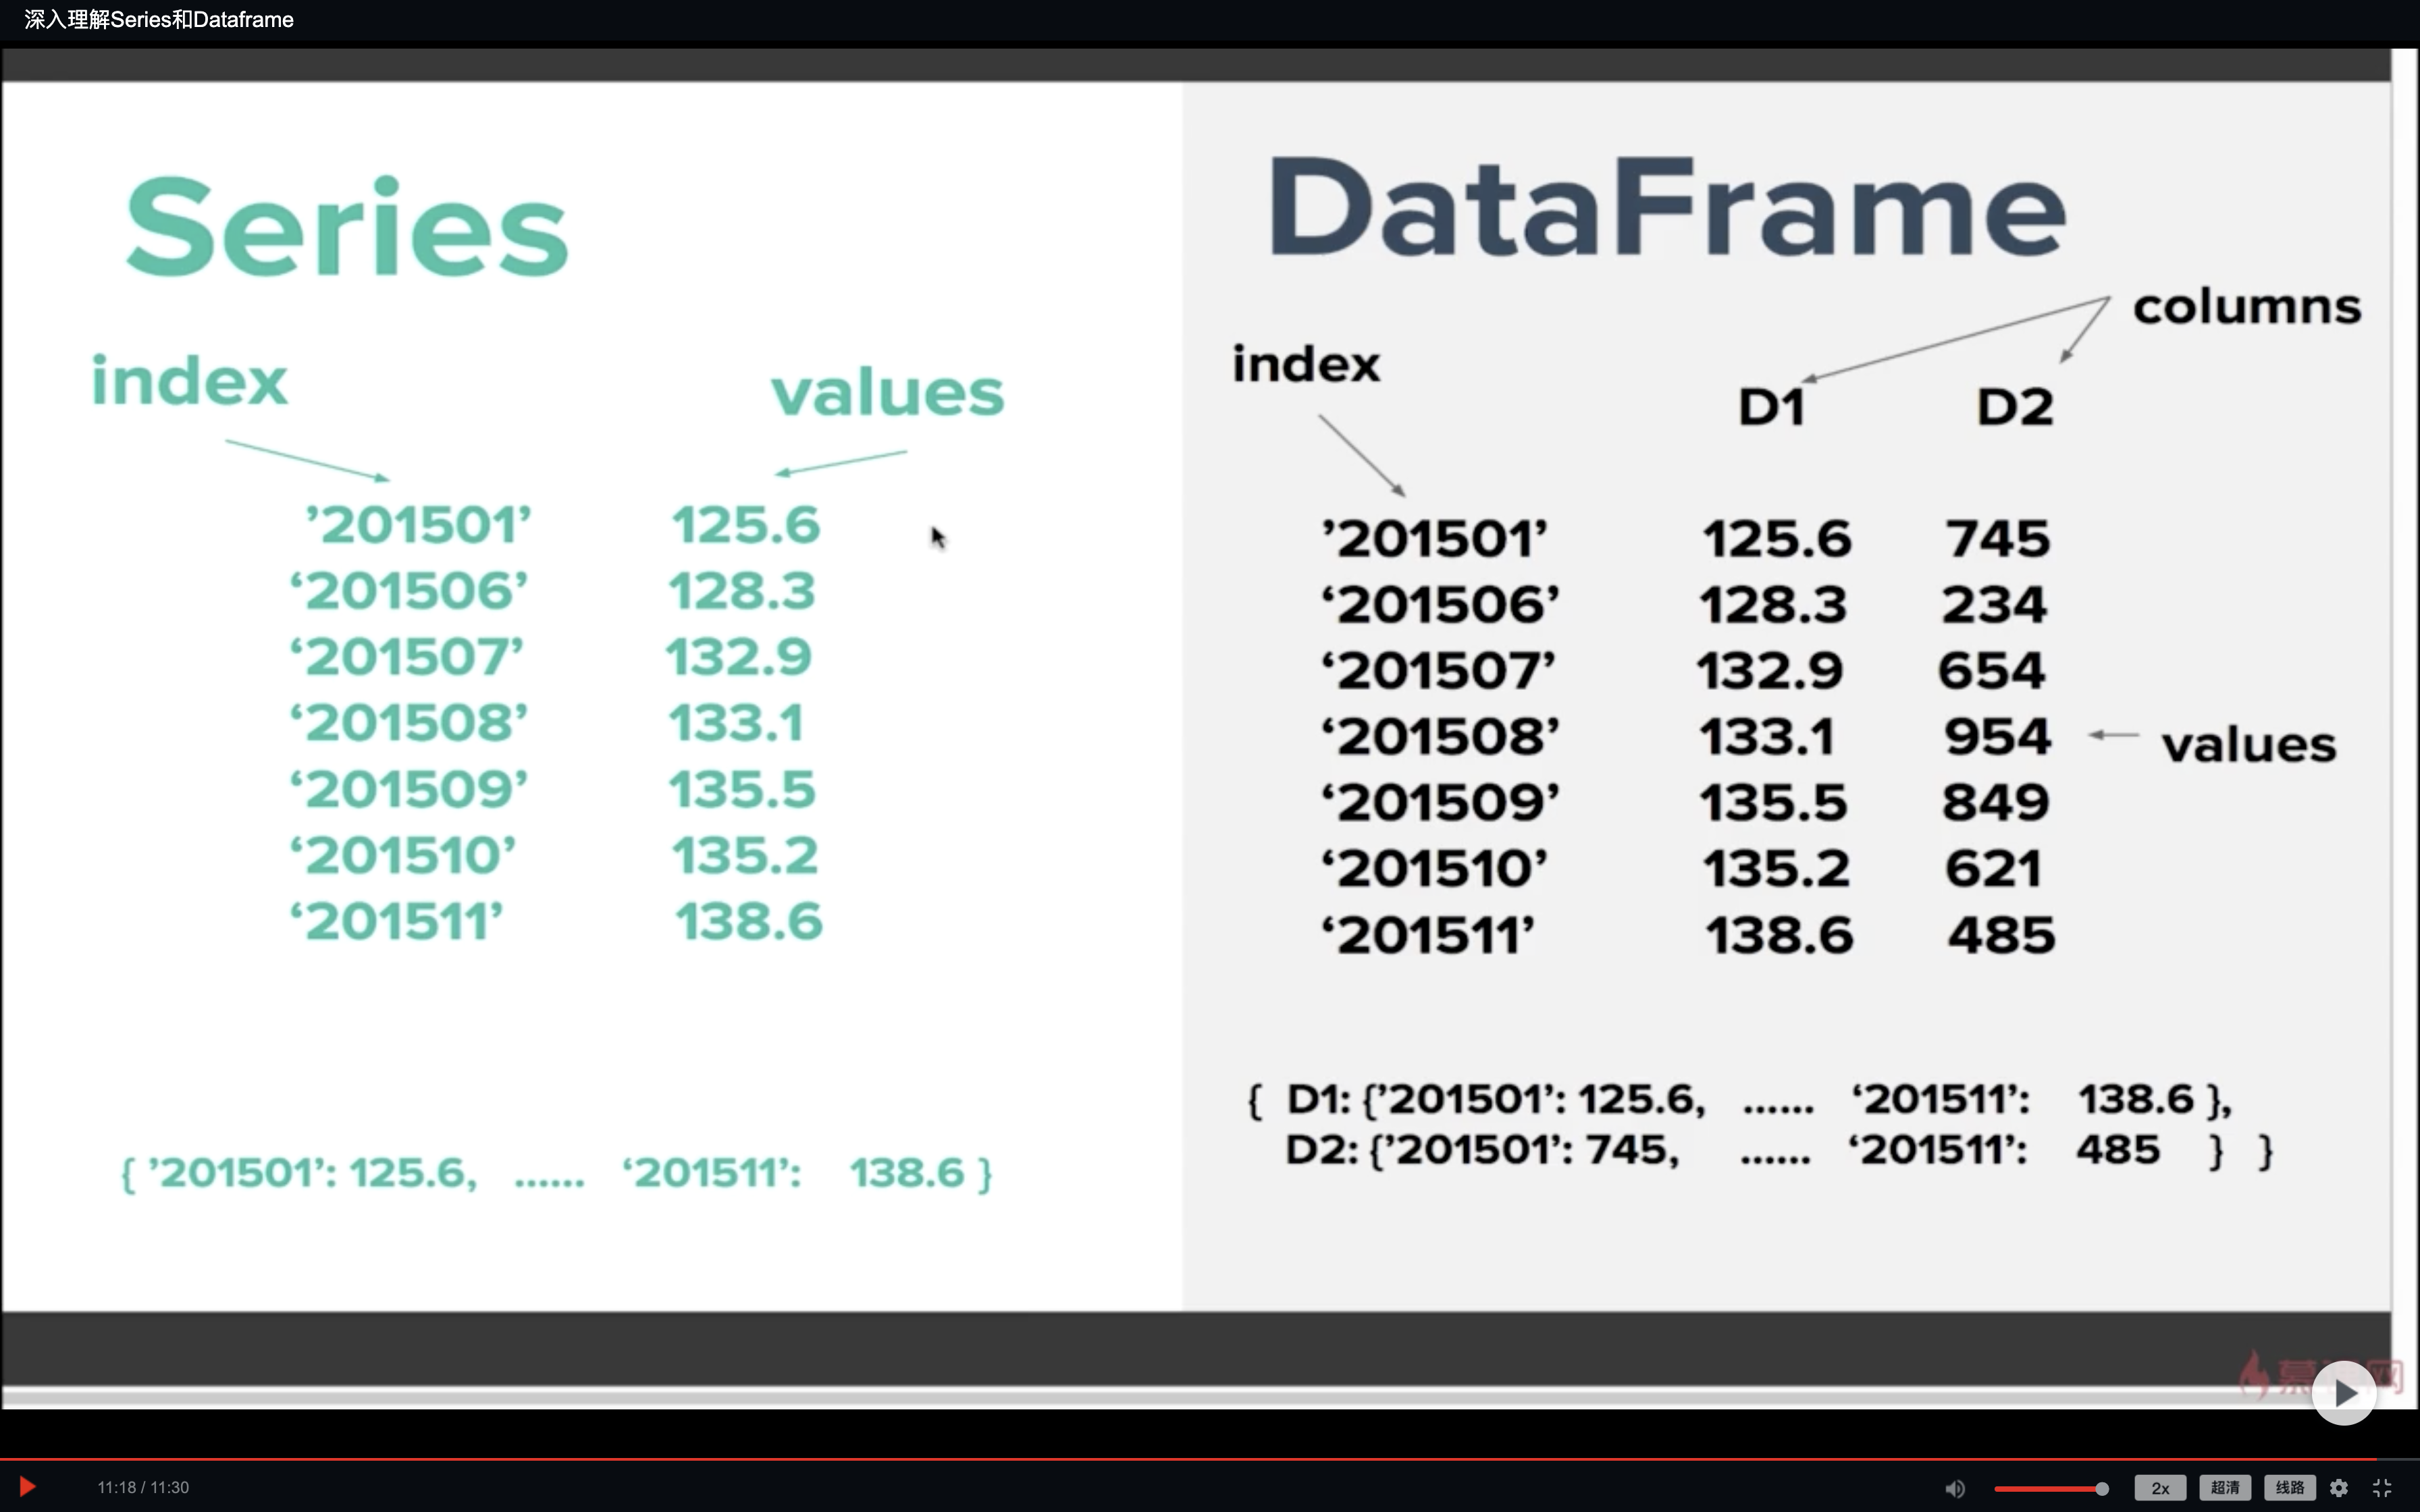 深入理解Series和Dataframe
Series
index
values
’201501’ 125.6
‘201506’ 128.3
‘201507’ 132.9
‘201508’ 133.1
‘201509’ 135.5
‘201510’ 135.2
‘201511’ 138.6
{ ’201501’: 125.6, ...... ‘201511’: 138.6 }
DataFrame
columns
index
D1 D2
’201501’ 125.6 745
‘201506’ 128.3 234
‘201507’ 132.9 654
‘201508’ 133.1 954
values
‘201509’ 135.5 849
‘201510’ 135.2 621
‘201511’ 138.6 485
{ D1: {’201501’: 125.6, ...... ‘201511’: 138.6 },
D2: {’201501’: 745, ...... ‘201511’: 485 } }
11:18 / 11:30
2x
超清
线路